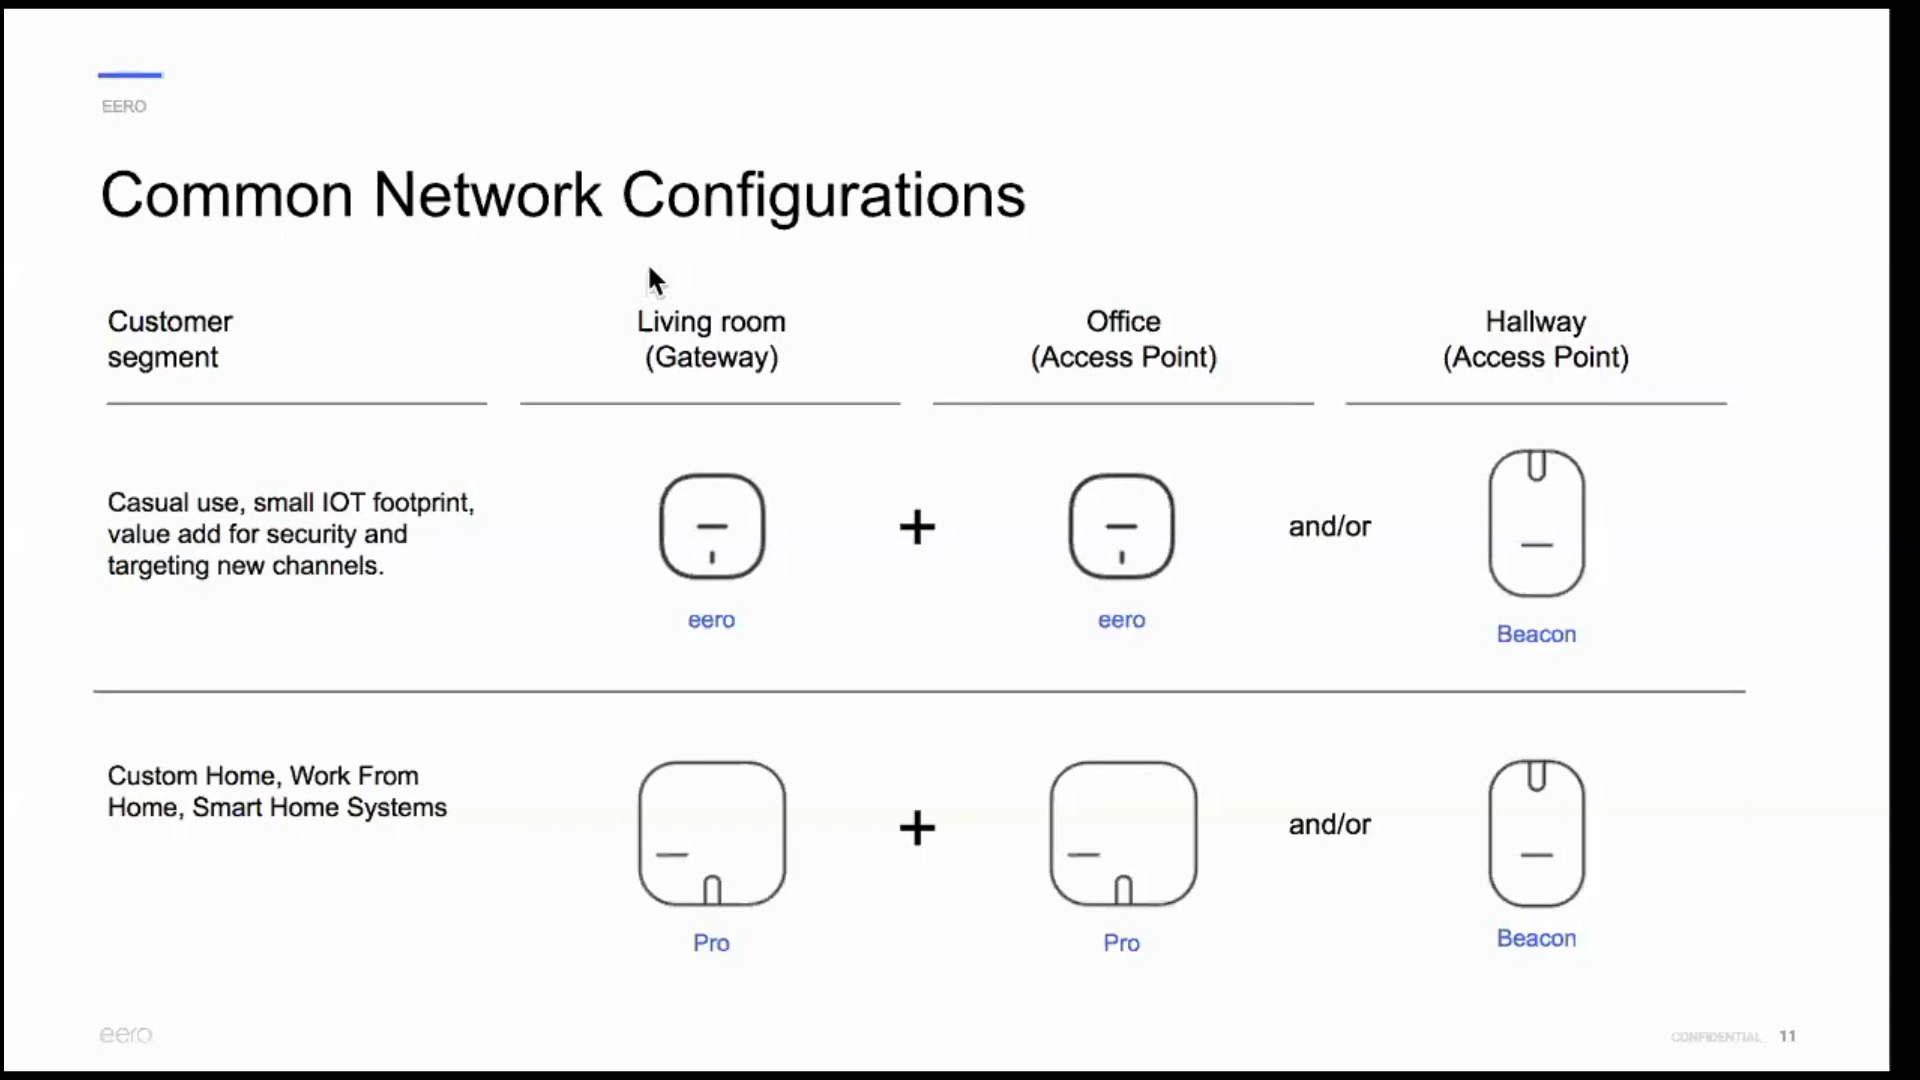 EERO
Common Network Configurations
Customer
segment
Living room
(Gateway)
Office
(Access Point)
Hallway
(Access Point)
Casual use, small IOT footprint,
value add for security and
targeting new channels.
eero
+
eero
and/or
Beacon
Custom Home, Work From
Home, Smart Home Systems
Pro
+
Pro
and/or
Beacon
eero
CONFIDENTIAL 11